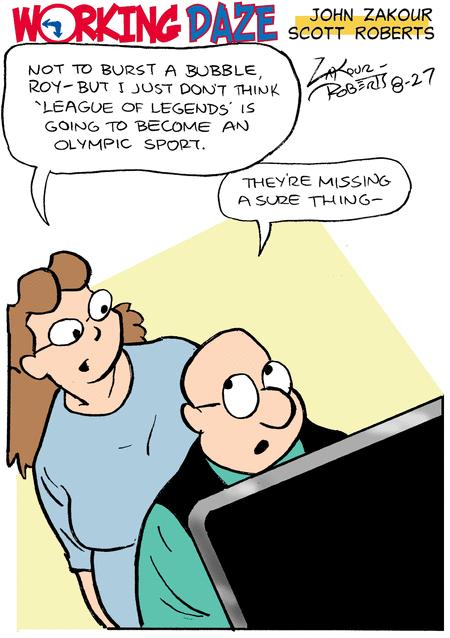 WORKING DAZE
JOHN ZAKOUR
SCOTT ROBERTS
ZAKOUR-
ROBERTS 8-27
NOT TO BURST A BUBBLE,
ROY-BUT I JUST DON'T THINK
'LEAGUE OF LEGENDS' IS
GOING TO BECOME AN
OLYMPIC SPORT.
THEY'RE MISSING
A SURE THING-